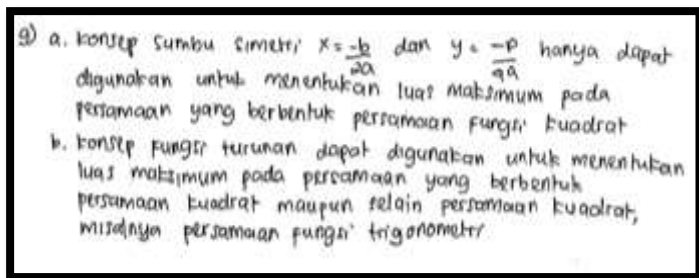 9) a. konsep sumbu simetri x = -b/2a dan y = -D/4a hanya dapat
digunakan untuk menentukan luas maksimum pada
persamaan yang berbentuk persamaan fungsi kuadrat
b. konsep fungsi turunan dapat digunakan untuk menentukan
luas maksimum pada persamaan yang berbentuk
persamaan kuadrat maupun selain persamaan kuadrat,
misalnya persamaan fungsi trigonometri